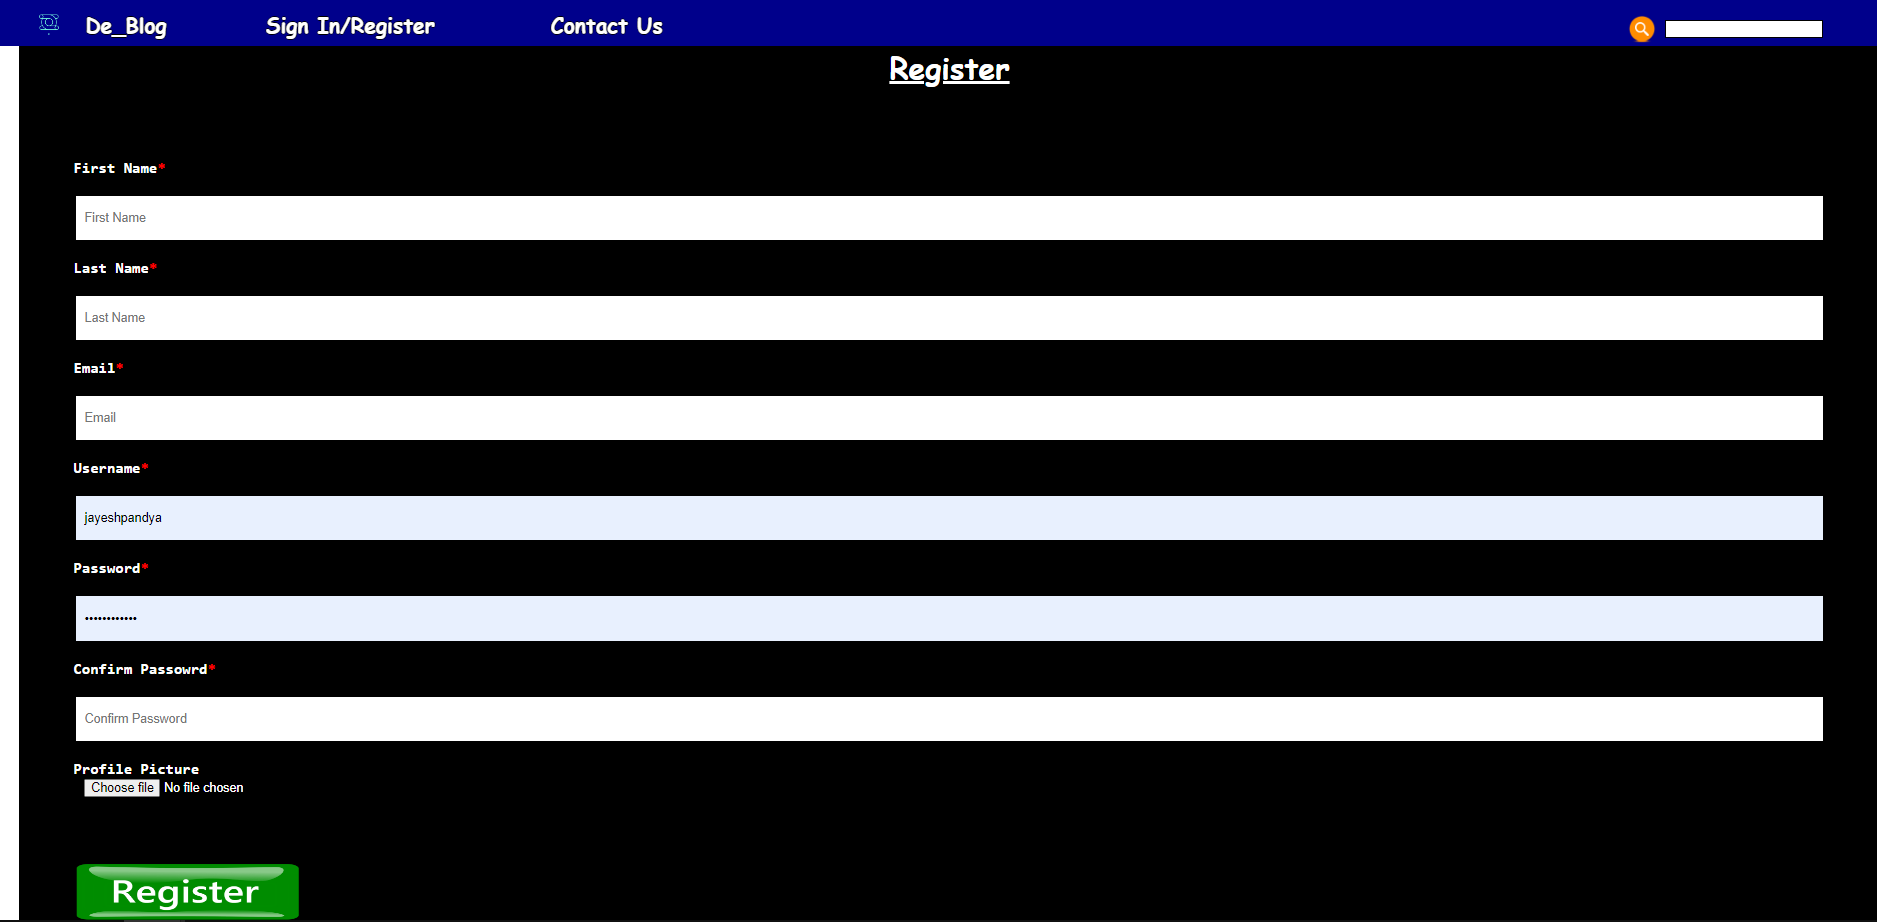 De_Blog Sign In/Register Contact Us
Register
First Name*
First Name
Last Name*
Last Name
Email*
Email
Username*
jayeshpandya
Password*
••••••••••••
Confirm Passowrd*
Confirm Password
Profile Picture
Choose file No file chosen
Register